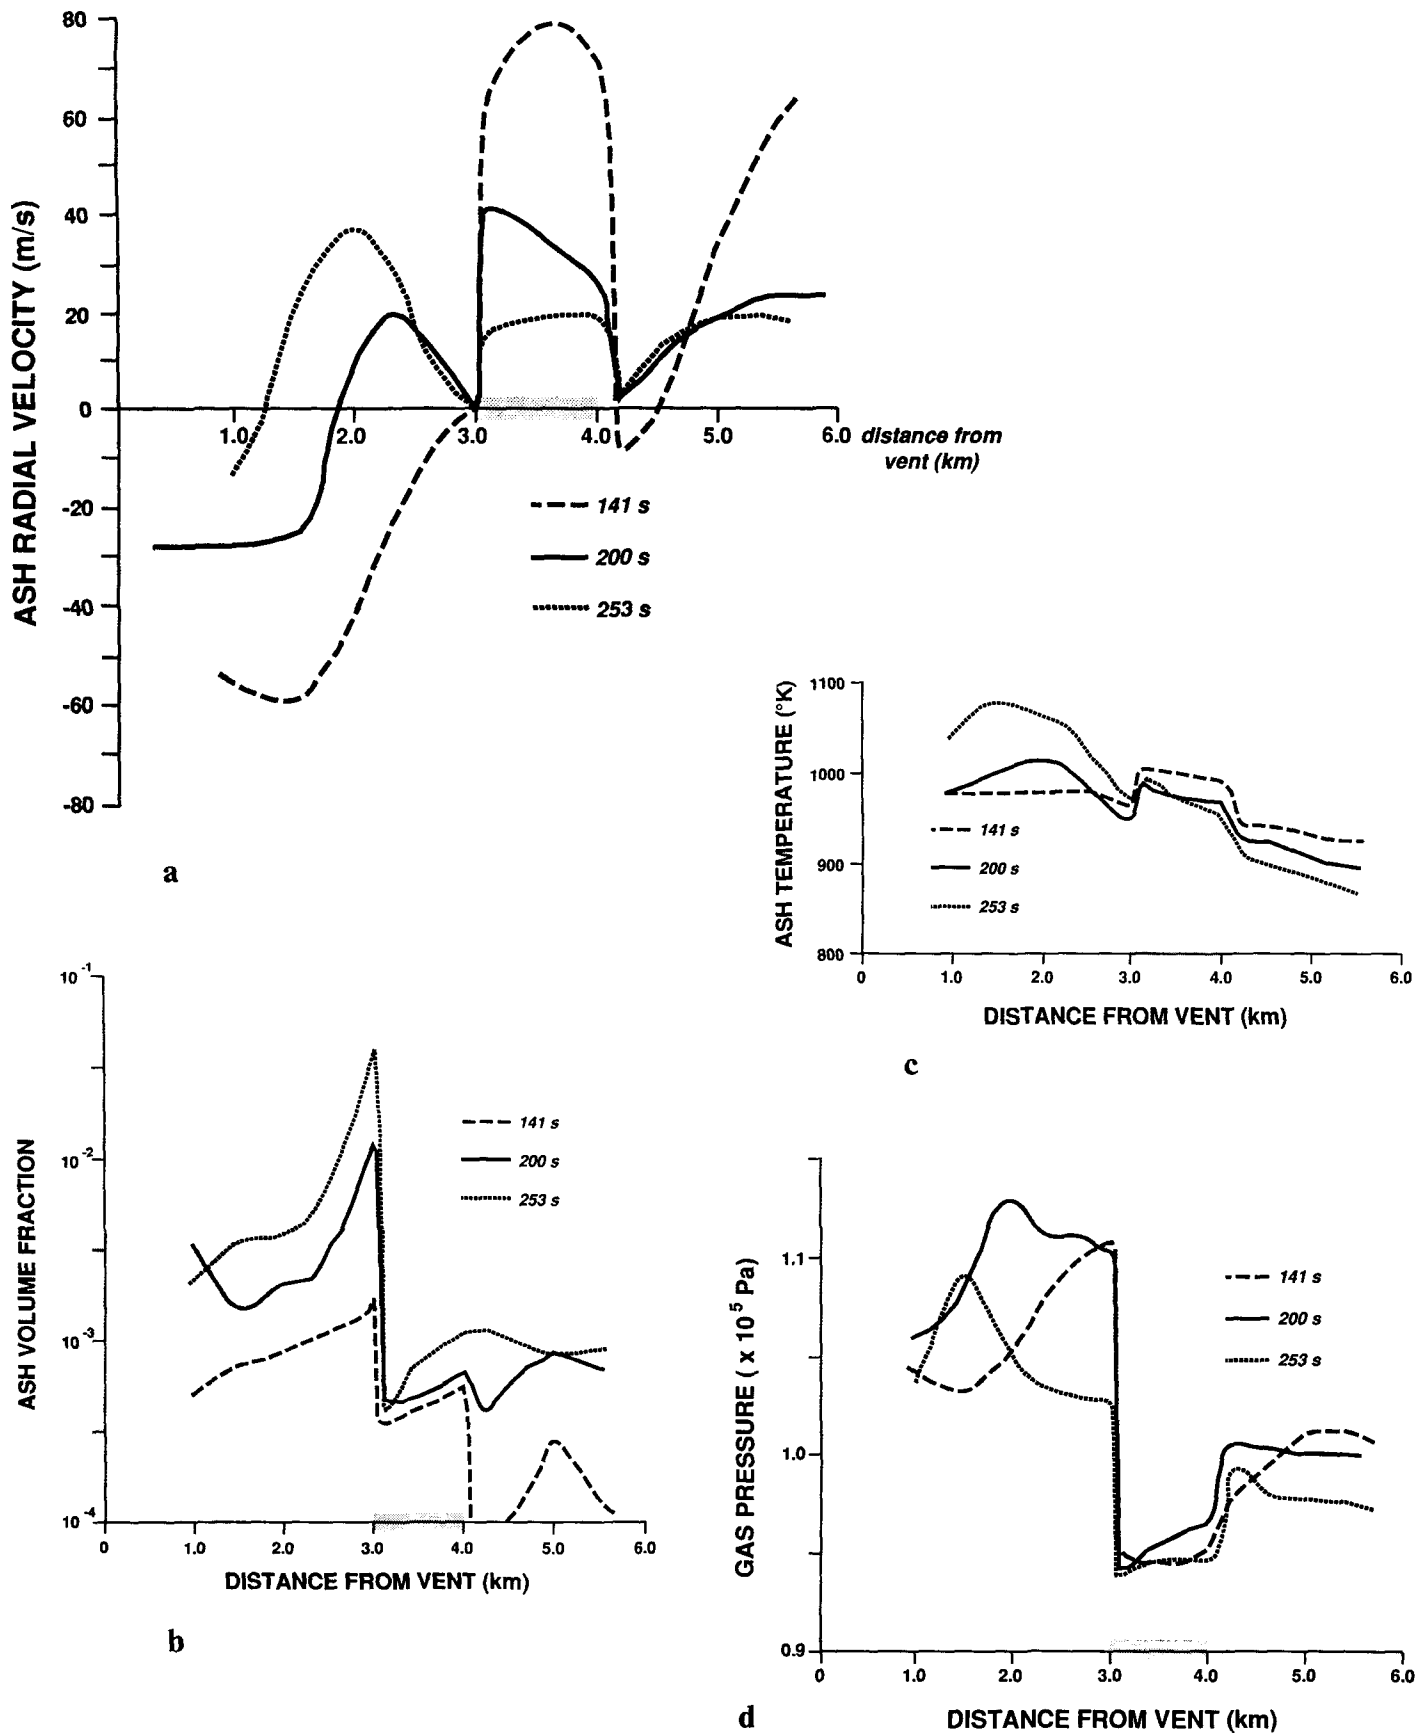 80
60
40
20
0
-20
-40
-60
-80
ASH RADIAL VELOCITY (m/s)
1.0 2.0 3.0 4.0 5.0 6.0 distance from
vent (km)
141 s
200 s
253 s
a
1100
1000
900
800
ASH TEMPERATURE (°K)
141 s
200 s
253 s
0 1.0 2.0 3.0 4.0 5.0 6.0
DISTANCE FROM VENT (km)
c
10-1
10-2
10-3
10-4
ASH VOLUME FRACTION
141 s
200 s
253 s
0 1.0 2.0 3.0 4.0 5.0 6.0
DISTANCE FROM VENT (km)
b
1.1
1.0
0.9
GAS PRESSURE ( x 10 5 Pa)
141 s
200 s
253 s
0 1.0 2.0 3.0 4.0 5.0 6.0
DISTANCE FROM VENT (km)
d